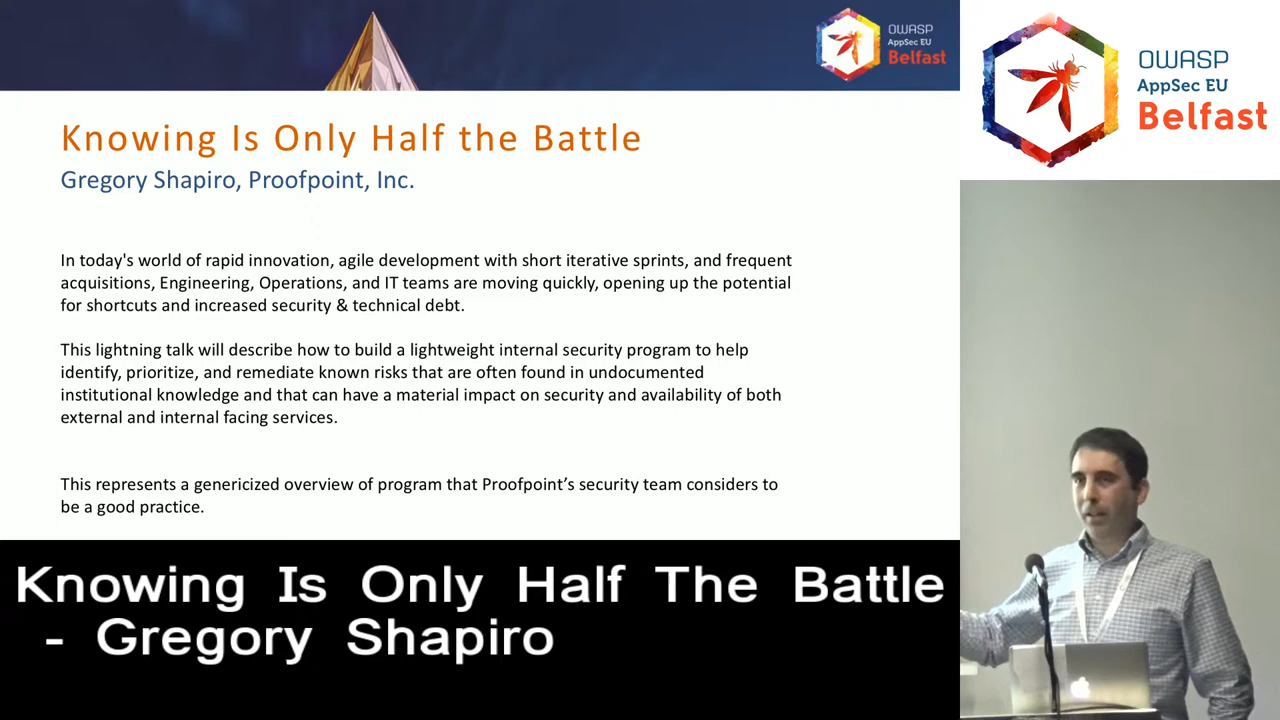 OWASP
AppSec EU
Belfast
OWASP
AppSec EU
Belfast
Knowing Is Only Half the Battle
Gregory Shapiro, Proofpoint, Inc.
In today's world of rapid innovation, agile development with short iterative sprints, and frequent
acquisitions, Engineering, Operations, and IT teams are moving quickly, opening up the potential
for shortcuts and increased security & technical debt.
This lightning talk will describe how to build a lightweight internal security program to help
identify, prioritize, and remediate known risks that are often found in undocumented
institutional knowledge and that can have a material impact on security and availability of both
external and internal facing services.
This represents a genericized overview of program that Proofpoint’s security team considers to
be a good practice.
Knowing Is Only Half The Battle
- Gregory Shapiro